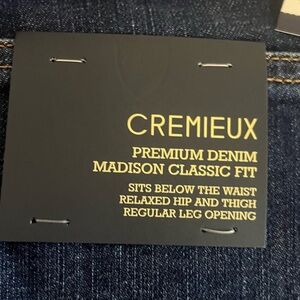 CREMIEUX
PREMIUM DENIM
MADISON CLASSIC FIT
SITS BELOW THE WAIST
RELAXED HIP AND THIGH
REGULAR LEG OPENING